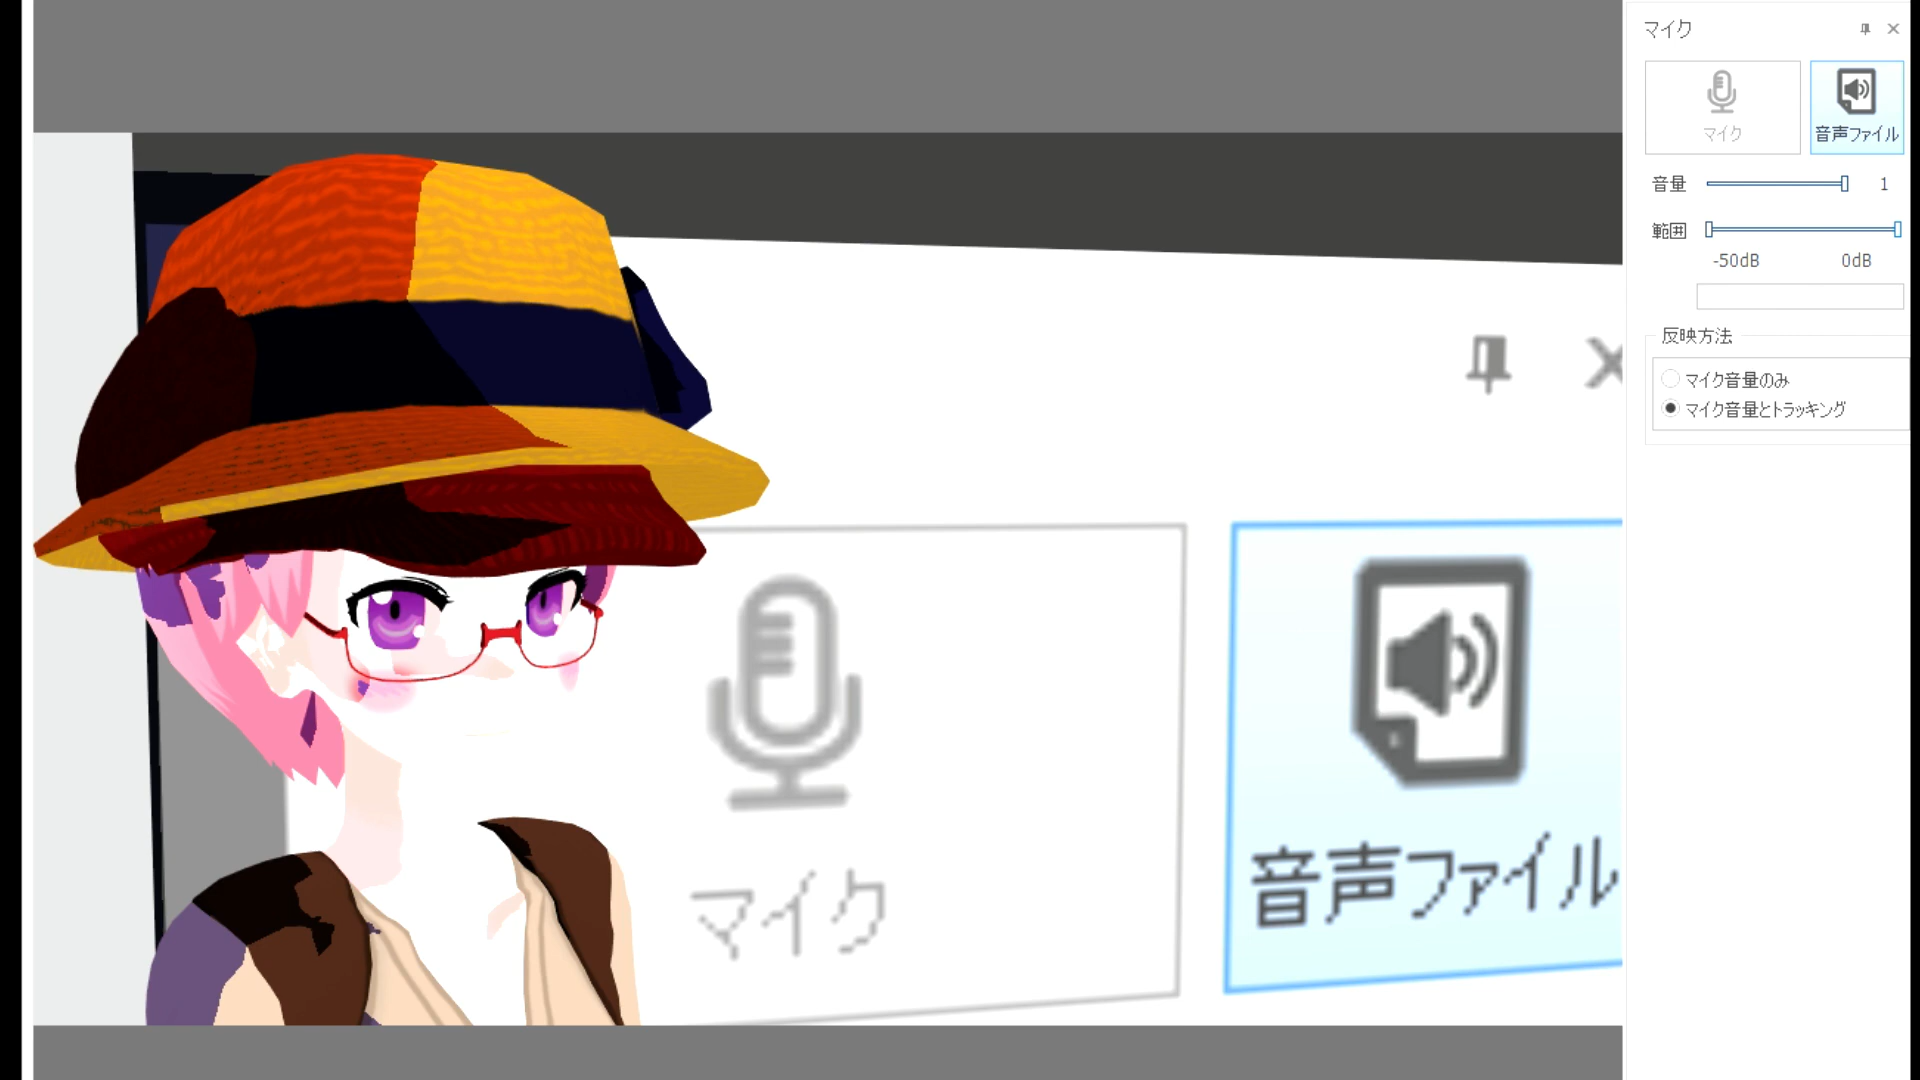 マイク
マイク
音声ファイル
音量
1
範囲
-50dB
0dB
反映方法
マイク音量のみ
マイク音量とトラッキング
マイク
音声ファイル